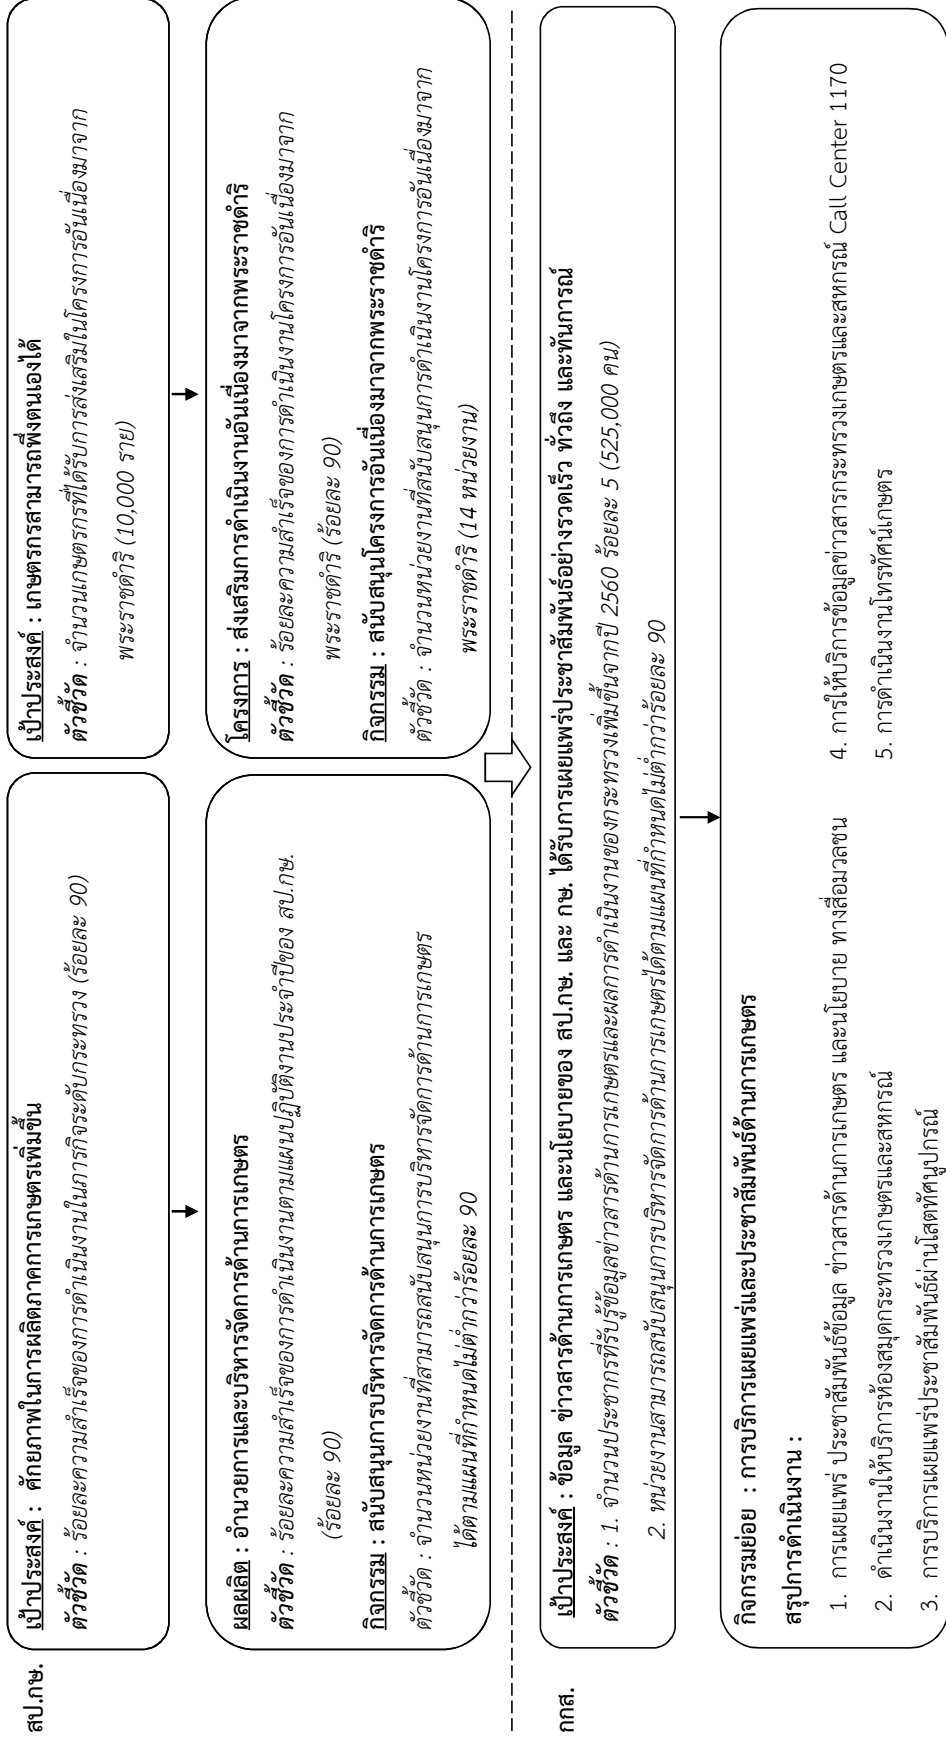 สป.กษ.
เป้าประสงค์ : ศักยภาพในการผลิตภาคการเกษตรเพิ่มขึ้น
ตัวชี้วัด : ร้อยละความสำเร็จของการดำเนินงานในภารกิจระดับกระทรวง (ร้อยละ 90)
เป้าประสงค์ : เกษตรกรสามารถพึ่งตนเองได้
ตัวชี้วัด : จำนวนเกษตรกรที่ได้รับการส่งเสริมในโครงการอันเนื่องมาจาก
พระราชดำริ (10,000 ราย)
ผลผลิต : อำนวยการและบริหารจัดการด้านการเกษตร
ตัวชี้วัด : ร้อยละความสำเร็จของการดำเนินงานตามแผนปฏิบัติงานประจำปีของ สป.กษ.
(ร้อยละ 90)
กิจกรรม : สนับสนุนการบริหารจัดการด้านการเกษตร
ตัวชี้วัด : จำนวนหน่วยงานที่สามารถสนับสนุนการบริหารจัดการด้านการเกษตร
ได้ตามแผนที่กำหนดไม่ต่ำกว่าร้อยละ 90
โครงการ : ส่งเสริมการดำเนินงานอันเนื่องมาจากพระราชดำริ
ตัวชี้วัด : ร้อยละความสำเร็จของการดำเนินงานโครงการอันเนื่องมาจาก
พระราชดำริ (ร้อยละ 90)
กิจกรรม : สนับสนุนโครงการอันเนื่องมาจากพระราชดำริ
ตัวชี้วัด : จำนวนหน่วยงานที่สนับสนุนการดำเนินงานโครงการอันเนื่องมาจาก
พระราชดำริ (14 หน่วยงาน)
กกส.
เป้าประสงค์ : ข้อมูล ข่าวสารด้านการเกษตร และนโยบายของ สป.กษ. และ กษ. ได้รับการเผยแพร่ประชาสัมพันธ์อย่างรวดเร็ว ทั่วถึง และทันการณ์
ตัวชี้วัด : 1. จำนวนประชากรที่รับรู้ข้อมูลข่าวสารด้านการเกษตรและผลการดำเนินงานของกระทรวงเพิ่มขึ้นจากปี 2560 ร้อยละ 5 (525,000 คน)
2. หน่วยงานสามารถสนับสนุนการบริหารจัดการด้านการเกษตรได้ตามแผนที่กำหนดไม่ต่ำกว่าร้อยละ 90
กิจกรรมย่อย : การบริการเผยแพร่และประชาสัมพันธ์ด้านการเกษตร
สรุปการดำเนินงาน :
1. การเผยแพร่ ประชาสัมพันธ์ข้อมูล ข่าวสารด้านการเกษตร และนโยบาย ทางสื่อมวลชน
2. ดำเนินงานให้บริการห้องสมุดกระทรวงเกษตรและสหกรณ์
3. การบริการเผยแพร่ประชาสัมพันธ์ผ่านโสตทัศนูปกรณ์
4. การให้บริการข้อมูลข่าวสารกระทรวงเกษตรและสหกรณ์ Call Center 1170
5. การดำเนินงานโทรทัศน์เกษตร